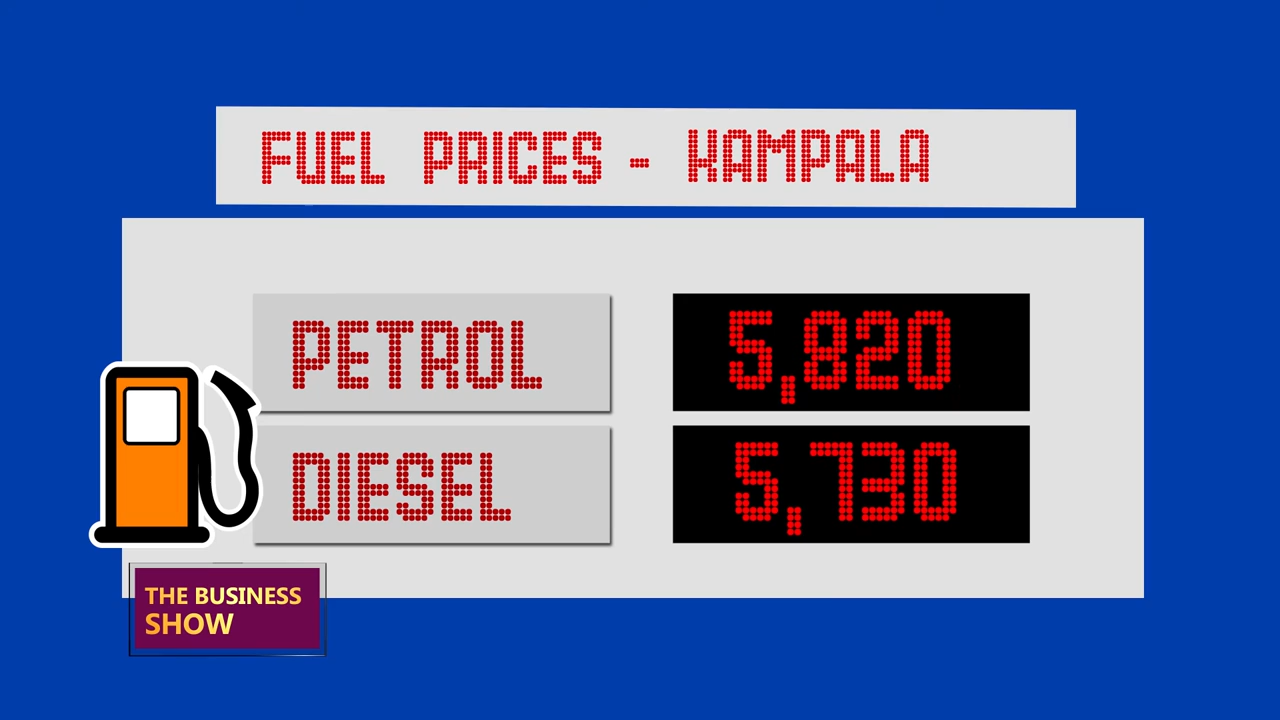 FUEL PRICES - KAMPALA
PETROL 5,820
DIESEL 5,730
THE BUSINESS
SHOW